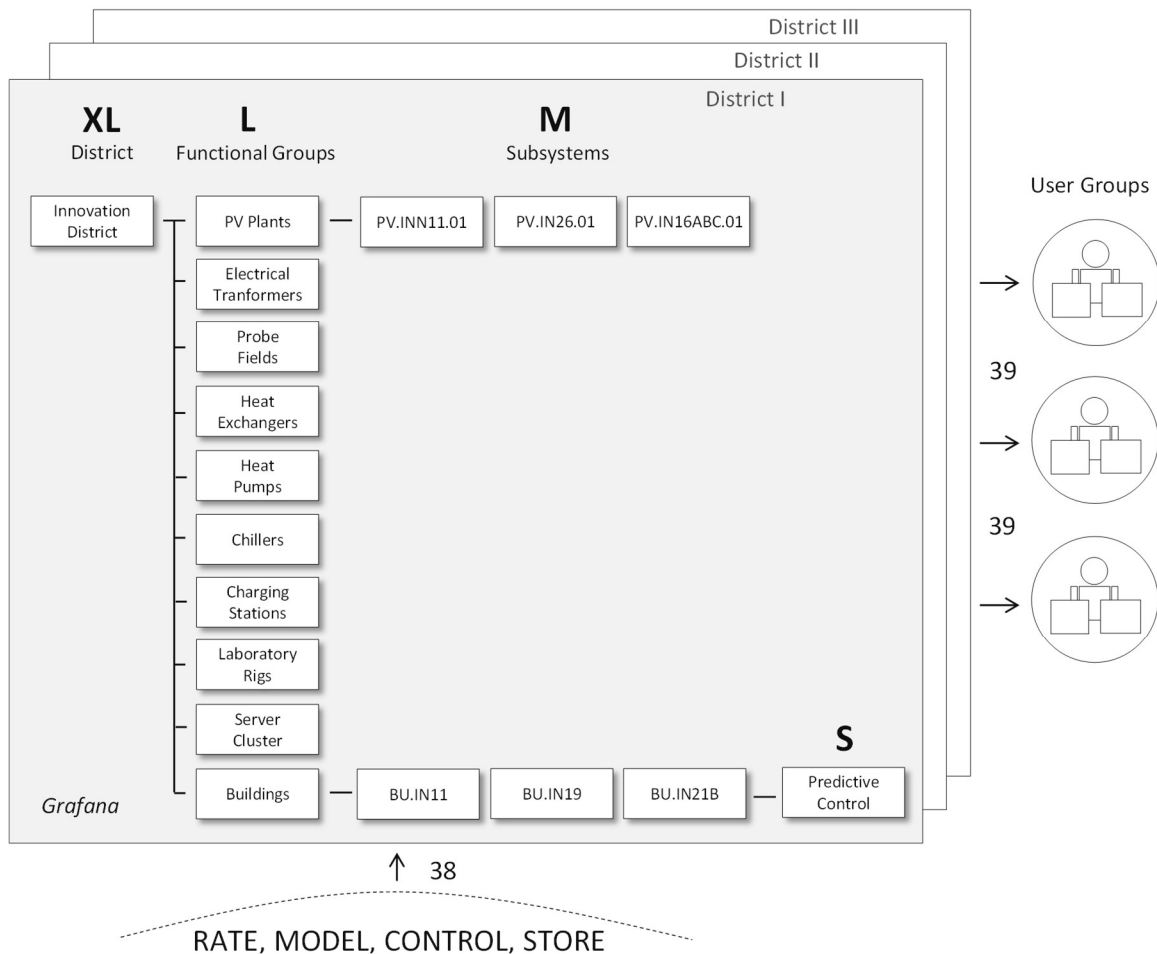 District III
District II
District I
XL
District
L
Functional Groups
M
Subsystems
User Groups
Innovation
District
PV Plants
PV.INN11.01
PV.IN26.01
PV.IN16ABC.01
Electrical
Tranformers
Probe
Fields
Heat
Exchangers
Heat
Pumps
Chillers
Charging
Stations
Laboratory
Rigs
Server
Cluster
Buildings
BU.IN11
BU.IN19
BU.IN21B
S
Predictive
Control
Grafana
39
39
38
RATE, MODEL, CONTROL, STORE